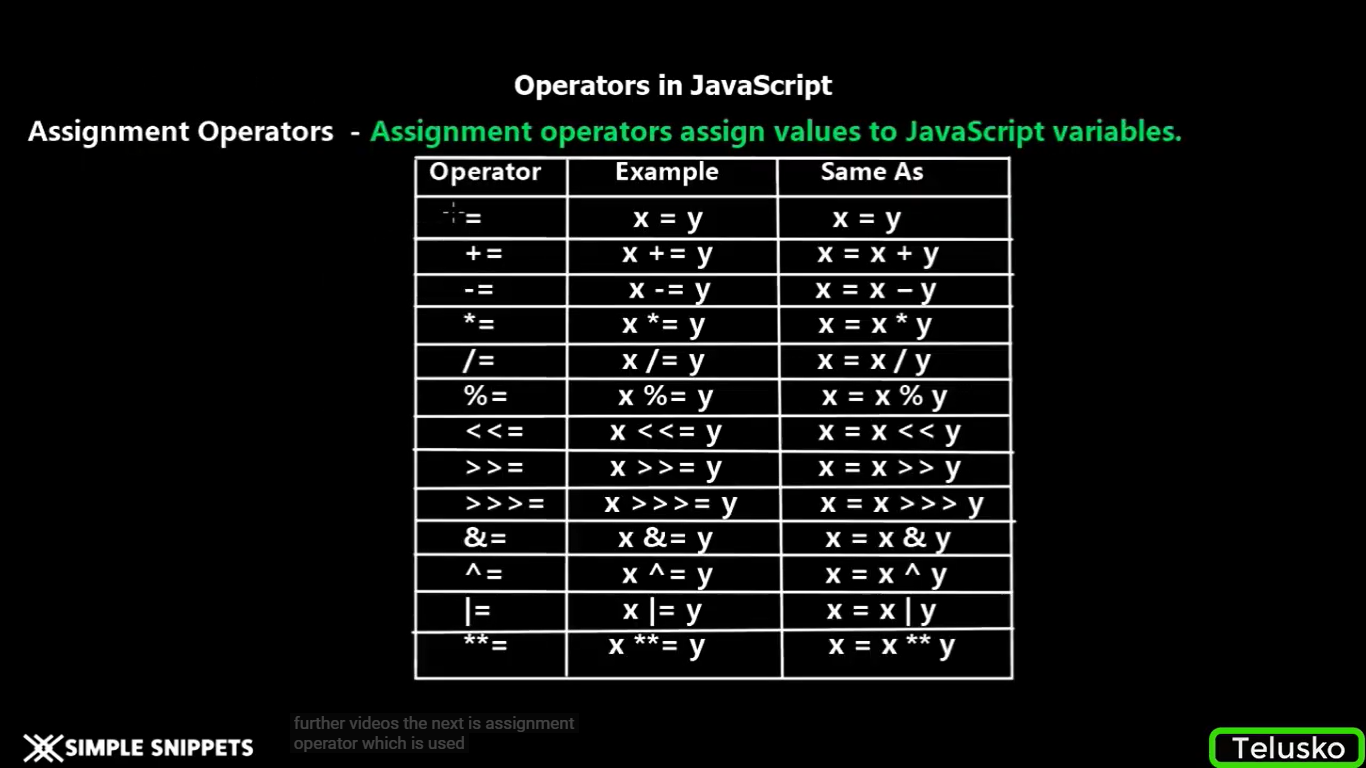 Operators in JavaScript
Assignment Operators - Assignment operators assign values to JavaScript variables.
Operator Example Same As
= x = y x = y
+= x += y x = x + y
-= x -= y x = x – y
*= x *= y x = x * y
/= x /= y x = x / y
%= x %= y x = x % y
<<= x <<= y x = x << y
>>= x >>= y x = x >> y
>>>= x >>>= y x = x >>> y
&= x &= y x = x & y
^= x ^= y x = x ^ y
|= x |= y x = x | y
**= x **= y x = x ** y
further videos the next is assignment
operator which is used
SIMPLE SNIPPETS
Telusko